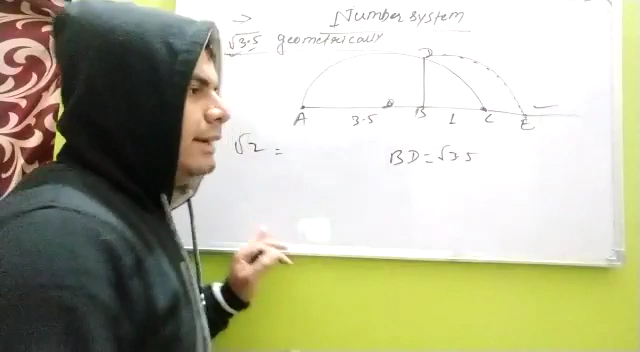 → Number system
√3.5 geometrically
D
A 3.5 O B 1 C E
√2 =
BD = √3.5